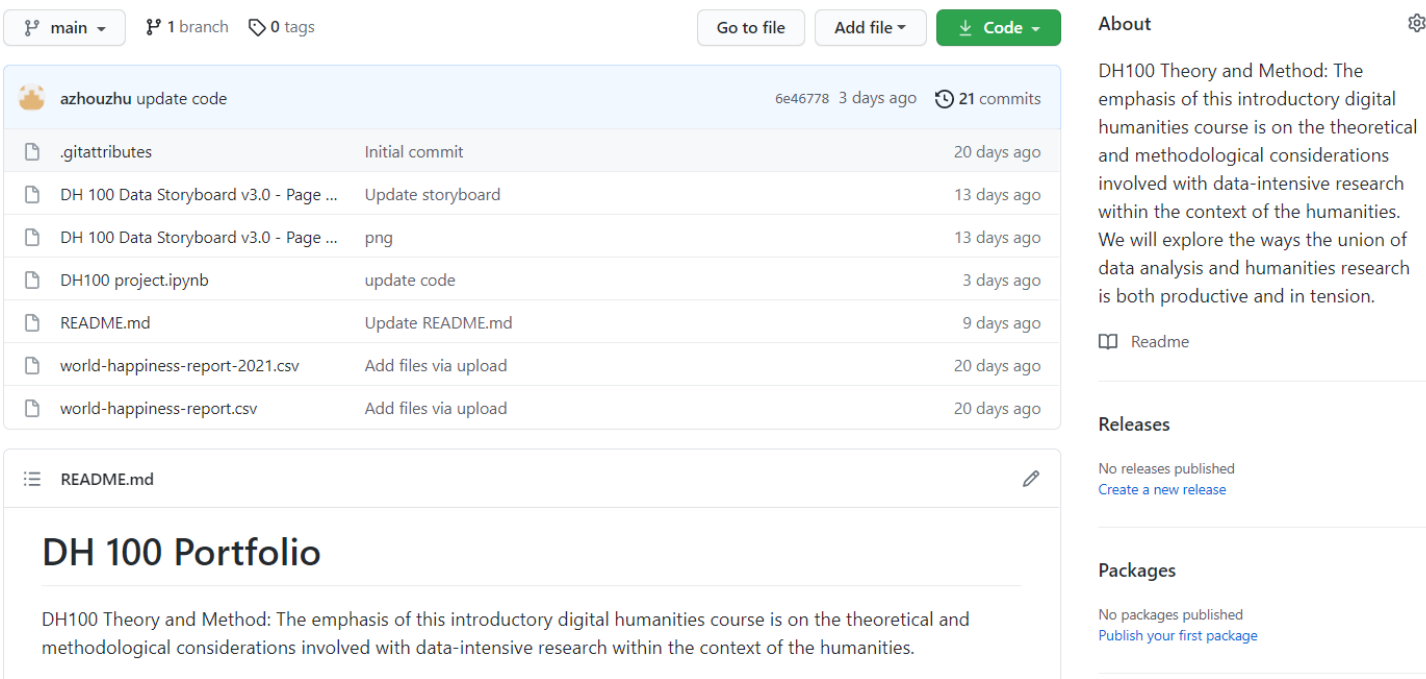 main 1 branch 0 tags Go to file Add file Code
azhouzhu update code 6e46778 3 days ago 21 commits
.gitattributes Initial commit 20 days ago
DH 100 Data Storyboard v3.0 - Page ... Update storyboard 13 days ago
DH 100 Data Storyboard v3.0 - Page ... png 13 days ago
DH100 project.ipynb update code 3 days ago
README.md Update README.md 9 days ago
world-happiness-report-2021.csv Add files via upload 20 days ago
world-happiness-report.csv Add files via upload 20 days ago
README.md
DH 100 Portfolio
DH100 Theory and Method: The emphasis of this introductory digital humanities course is on the theoretical and
methodological considerations involved with data-intensive research within the context of the humanities.
About
DH100 Theory and Method: The
emphasis of this introductory digital
humanities course is on the theoretical
and methodological considerations
involved with data-intensive research
within the context of the humanities.
We will explore the ways the union of
data analysis and humanities research
is both productive and in tension.
Readme
Releases
No releases published
Create a new release
Packages
No packages published
Publish your first package